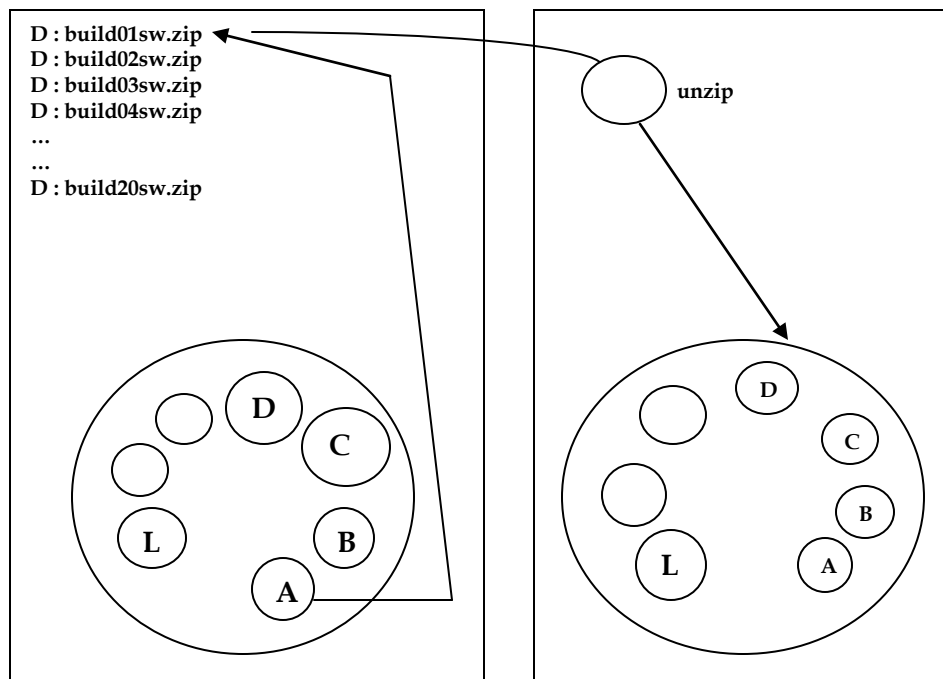 D : build01sw.zip
D : build02sw.zip
D : build03sw.zip
D : build04sw.zip
...
...
D : build20sw.zip
unzip
D
C
L
B
A
D
C
B
L
A